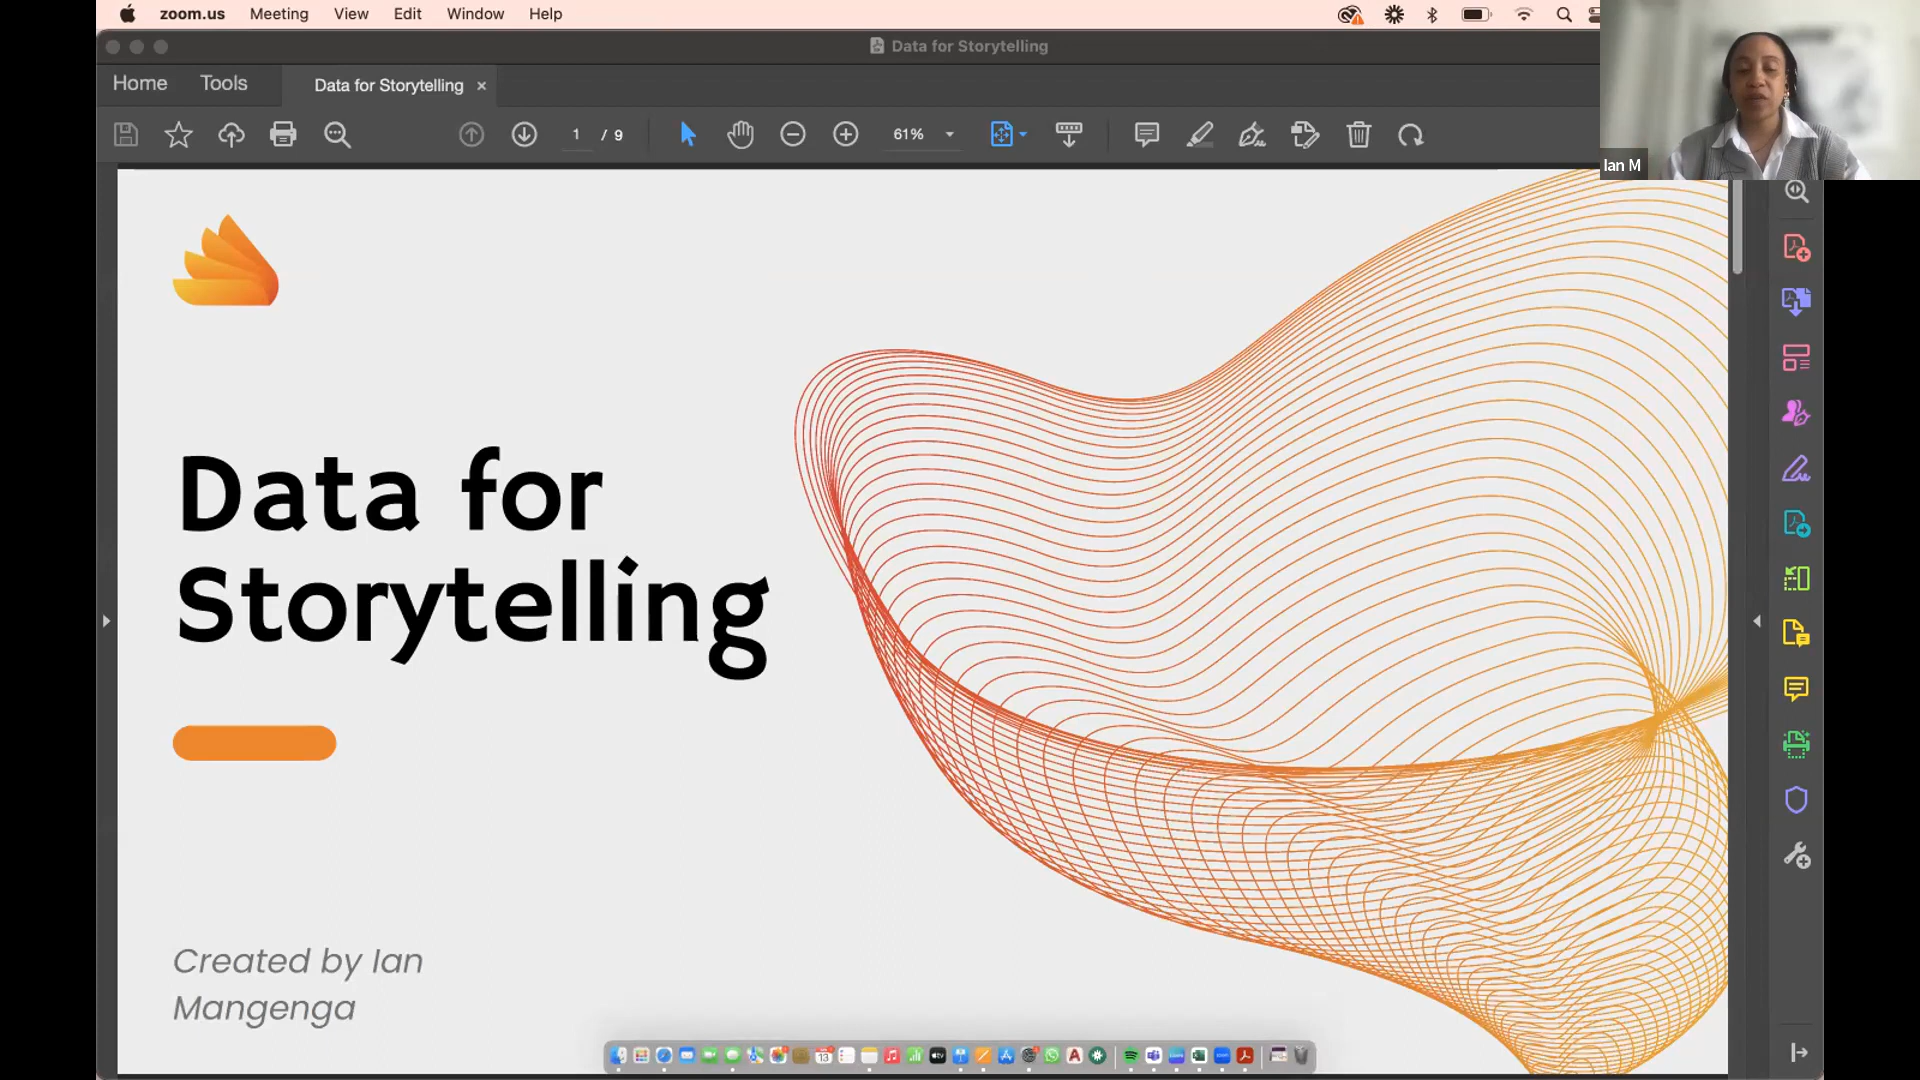 zoom.us Meeting View Edit Window Help
Data for Storytelling
Home Tools Data for Storytelling ×
1 / 9 61%
Ian M
Data for
Storytelling
Created by Ian
Mangenga
13